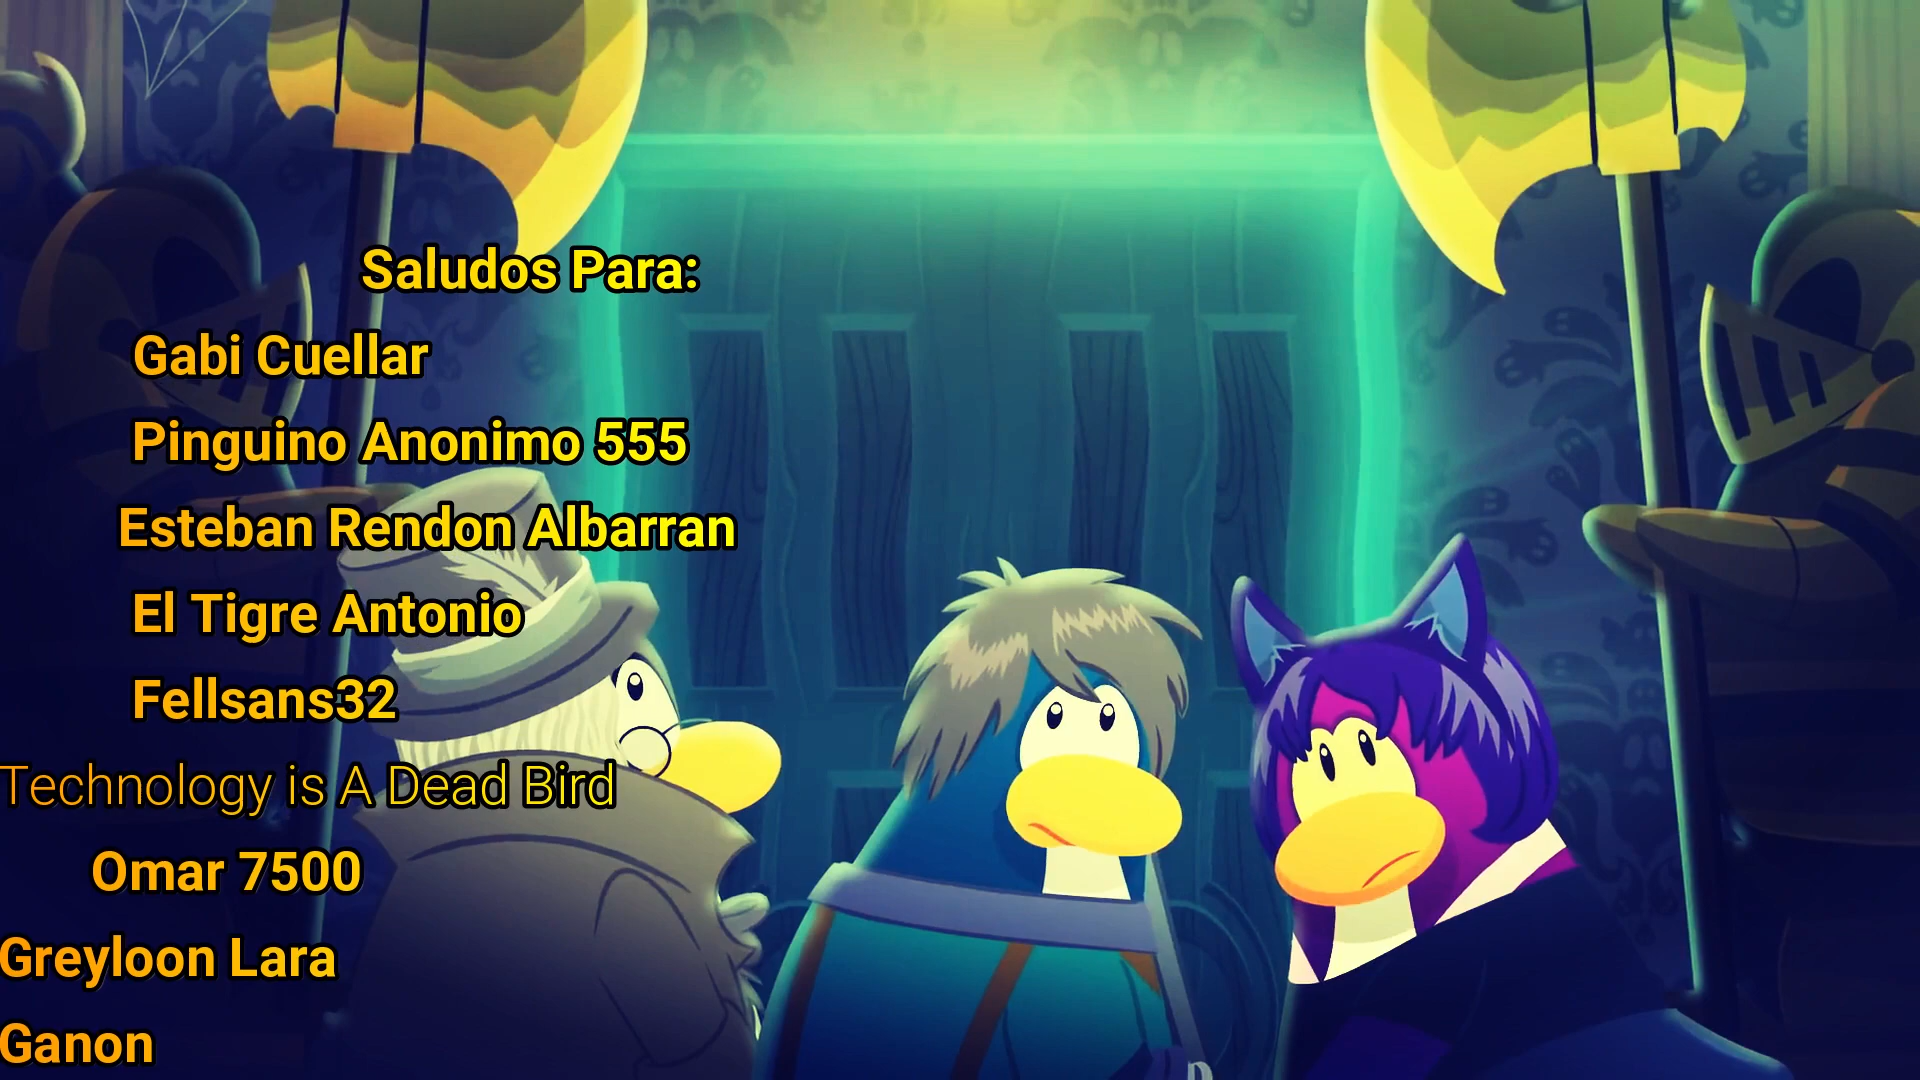 Saludos Para:
Gabi Cuellar
Pinguino Anonimo 555
Esteban Rendon Albarran
El Tigre Antonio
Fellsans32
Technology is A Dead Bird
Omar 7500
Greyloon Lara
Ganon